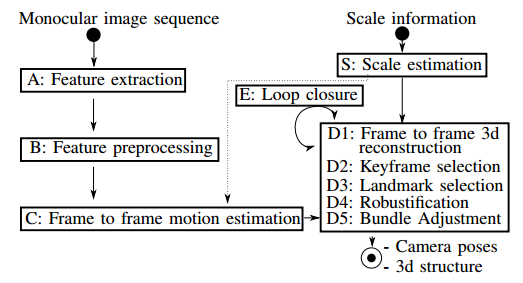 Monocular image sequence
Scale information
A: Feature extraction
S: Scale estimation
E: Loop closure
B: Feature preprocessing
D1: Frame to frame 3d
reconstruction
D2: Keyframe selection
D3: Landmark selection
D4: Robustification
D5: Bundle Adjustment
C: Frame to frame motion estimation
- Camera poses
- 3d structure